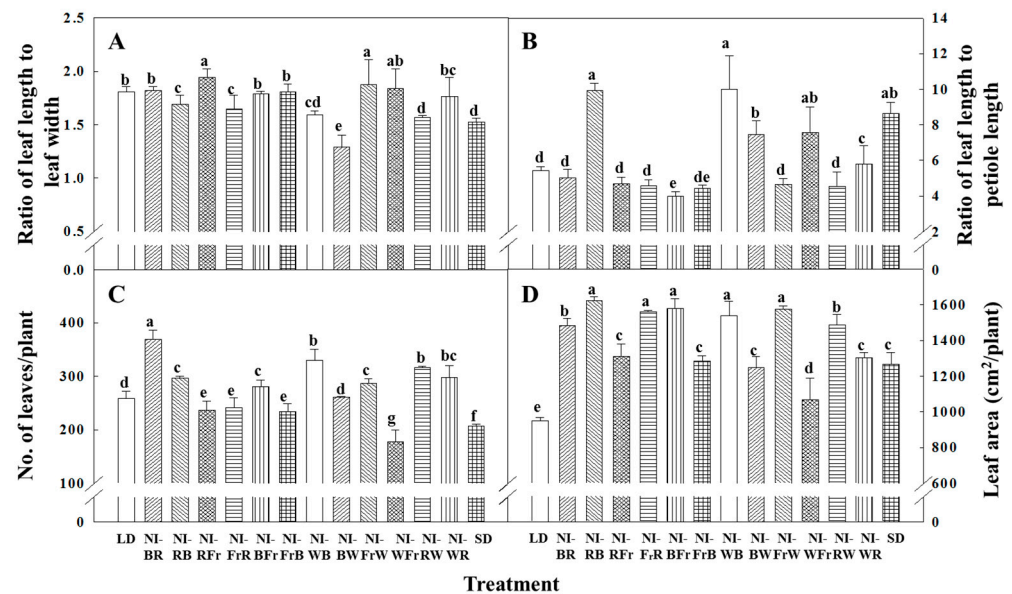 A
Ratio of leaf length to
leaf width
2.5
2.0
1.5
1.0
0.5
0.0
b b c a c b b cd e a ab d bc d
B
Ratio of leaf length to
petiole length
14
12
10
8
6
4
2
0
d d a d d e de a b d ab d c ab
C
No. of leaves/plant
400
300
200
100
0
d a c e e c e b d c g b bc f
D
Leaf area (cm²/plant)
1600
1400
1200
1000
800
600
0
e b a c a a c a c a d b c c
LD NI- NI- NI- NI- NI- NI- NI- NI- NI- NI- NI- NI- SD
BR RB RFr FrR BFr FrB WB BW FrW WFr RW WR
LD NI- NI- NI- NI- NI- NI- NI- NI- NI- NI- NI- NI- SD
BR RB RFr FrR BFr FrB WB BW FrW WFr RW WR
Treatment